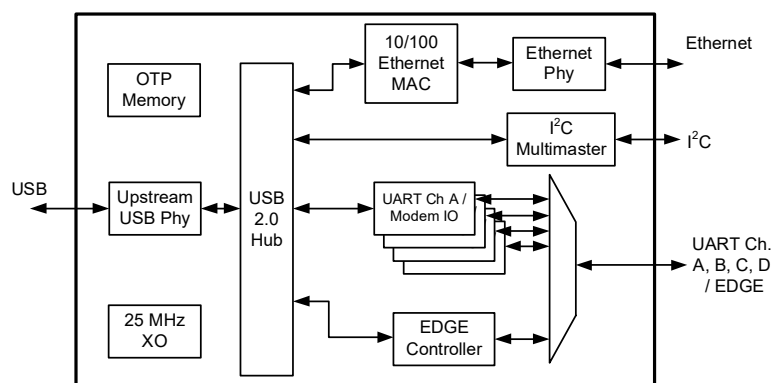 10/100
Ethernet
MAC
Ethernet
Phy
Ethernet
OTP
Memory
I²C
Multimaster
I²C
USB
Upstream
USB Phy
USB
2.0
Hub
UART Ch A /
Modem IO
UART Ch.
A, B, C, D
/ EDGE
25 MHz
XO
EDGE
Controller